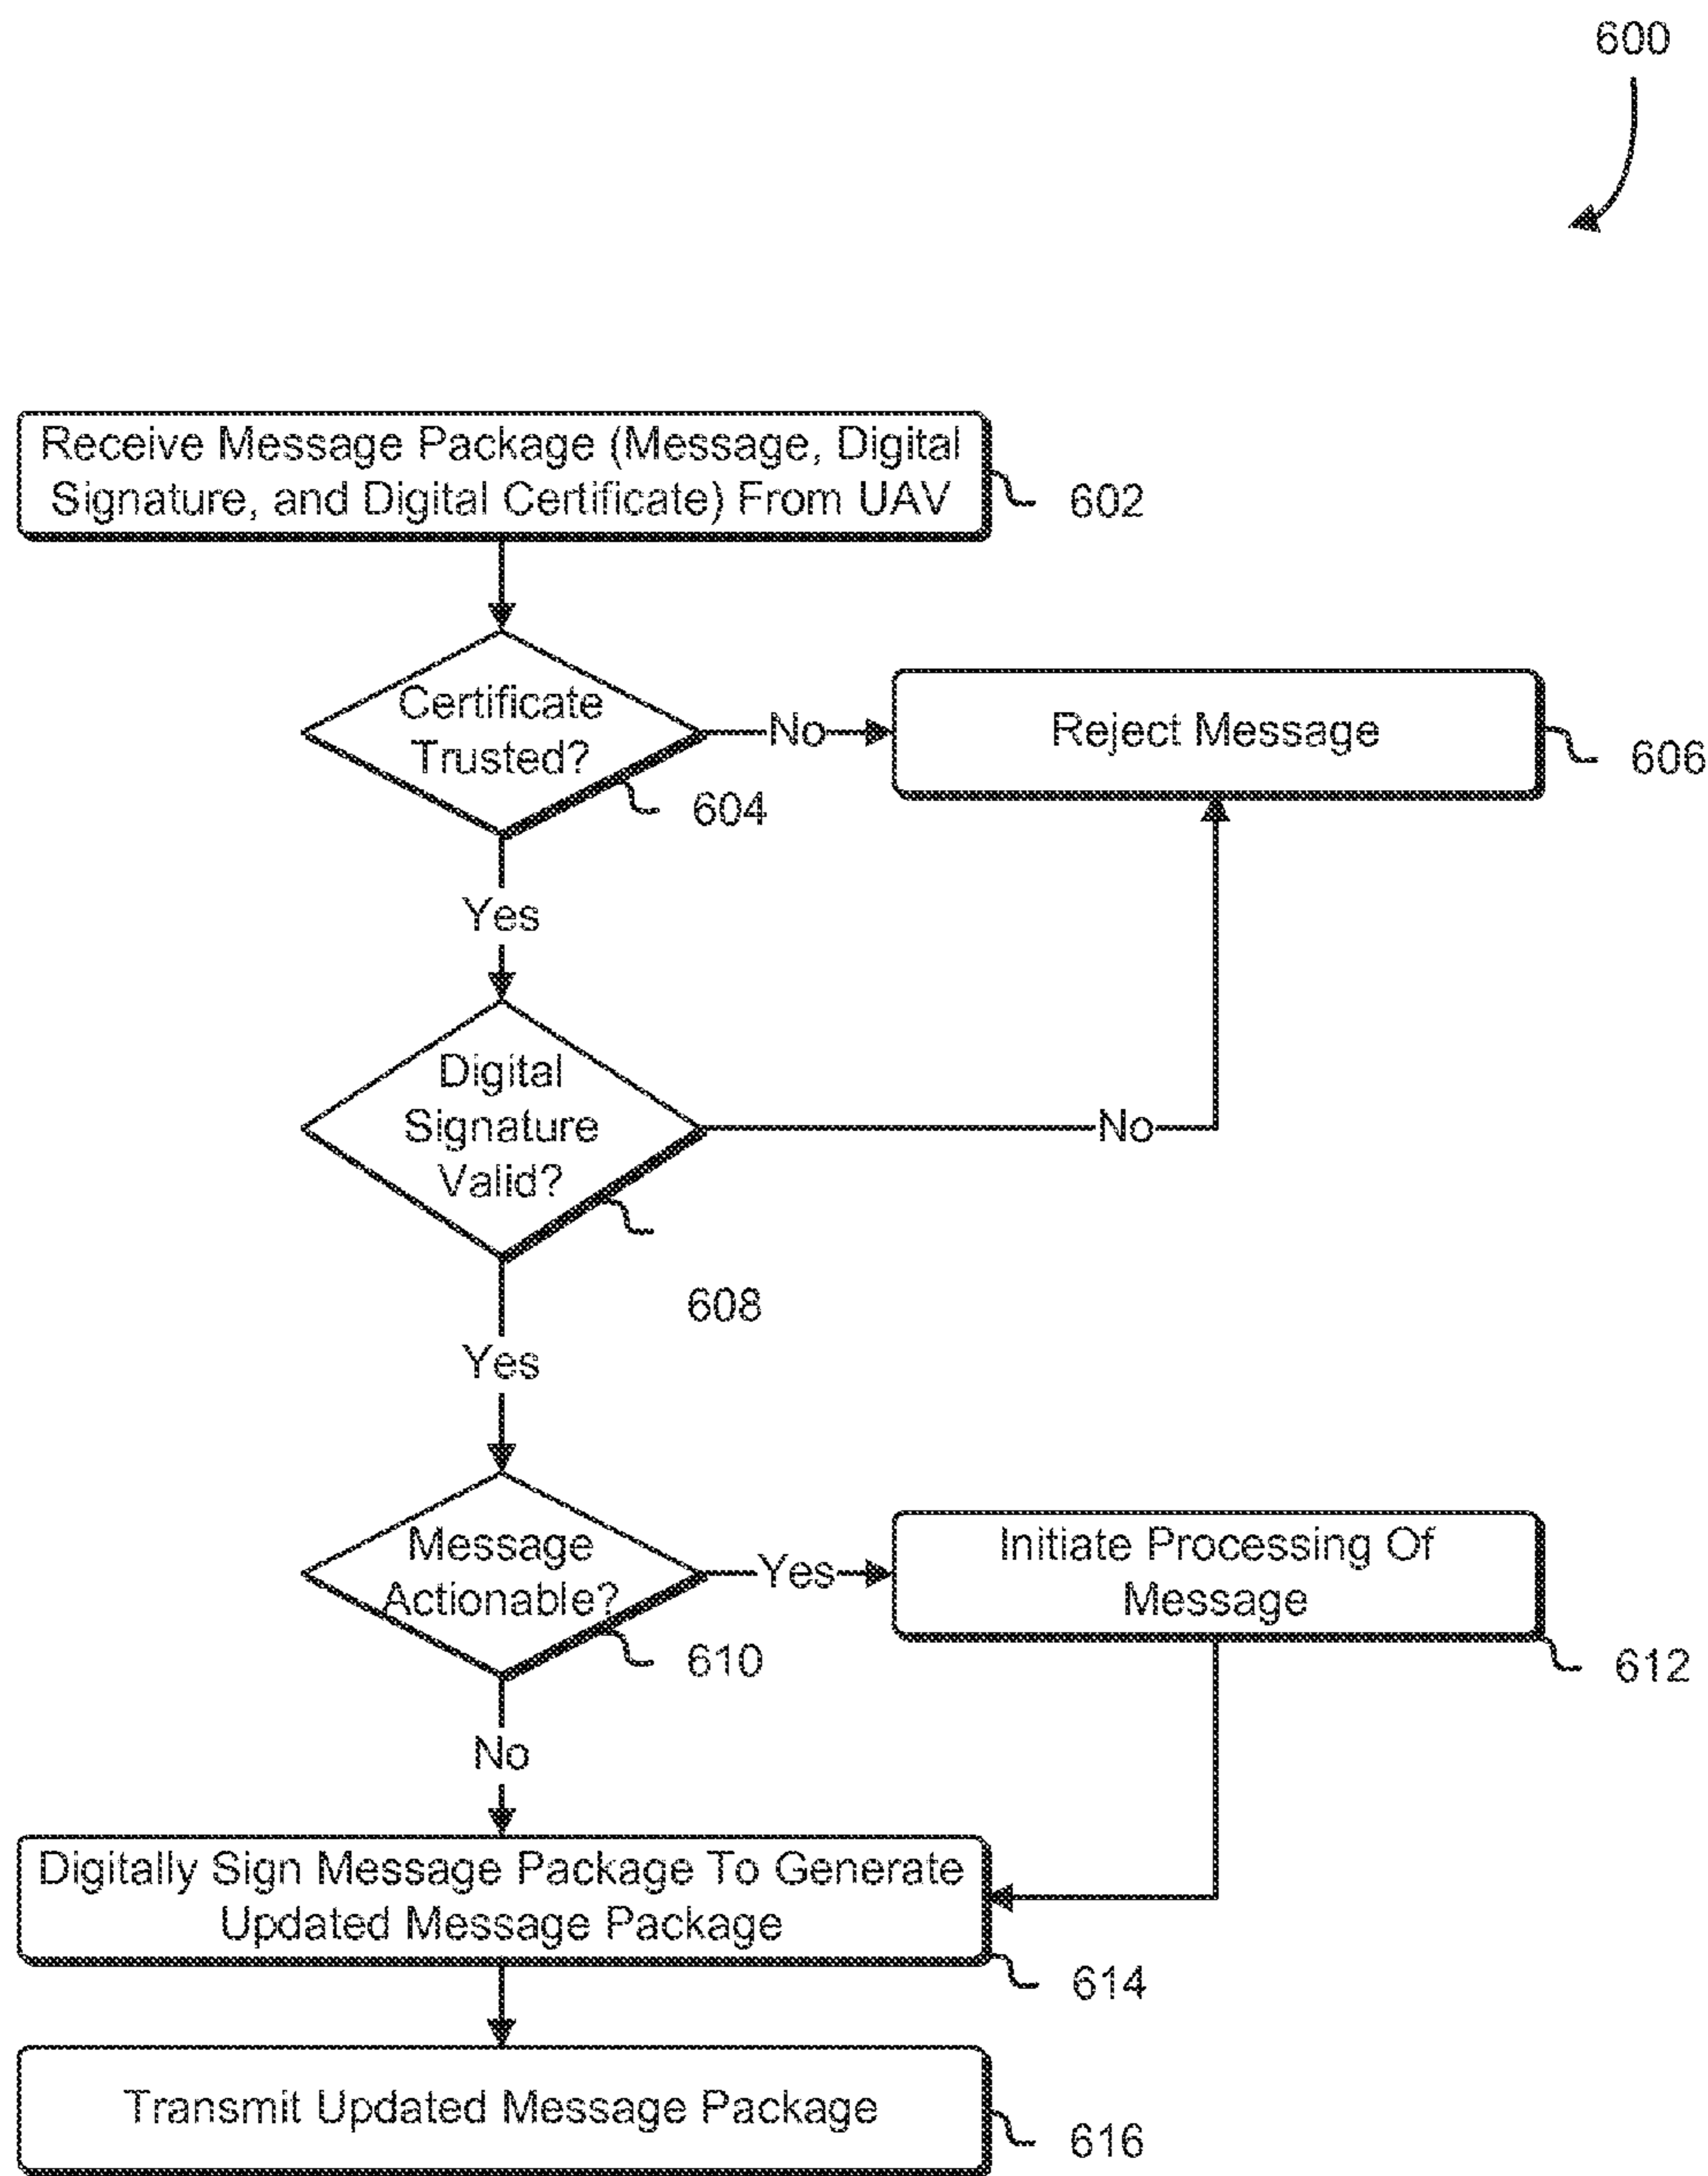 600
Receive Message Package (Message, Digital
Signature, and Digital Certificate) From UAV
602
Certificate
Trusted?
No
Reject Message
606
604
Yes
Digital
Signature
Valid?
No
608
Yes
Message
Actionable?
Yes
Initiate Processing Of
Message
610
612
No
Digitally Sign Message Package To Generate
Updated Message Package
614
Transmit Updated Message Package
616